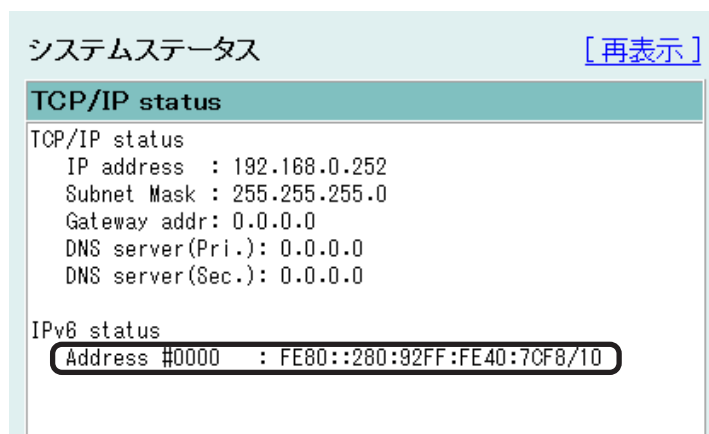 システムステータス [再表示]
TCP/IP status
TCP/IP status
IP address : 192.168.0.252
Subnet Mask : 255.255.255.0
Gateway addr: 0.0.0.0
DNS server(Pri.): 0.0.0.0
DNS server(Sec.): 0.0.0.0
IPv6 status
Address #0000 : FE80::280:92FF:FE40:7CF8/10